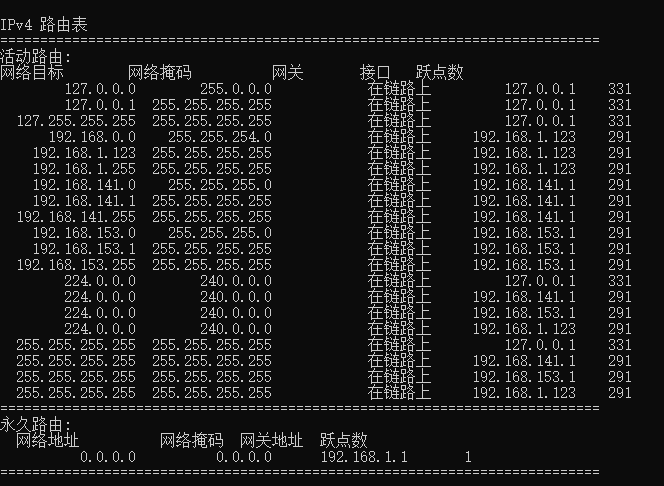 IPv4 路由表
===========================================================================
活动路由:
网络目标        网络掩码          网关       接口   跃点数
        127.0.0.0        255.0.0.0            在链路上         127.0.0.1    331
        127.0.0.1  255.255.255.255            在链路上         127.0.0.1    331
  127.255.255.255  255.255.255.255            在链路上         127.0.0.1    331
      192.168.0.0    255.255.254.0            在链路上     192.168.1.123    291
    192.168.1.123  255.255.255.255            在链路上     192.168.1.123    291
    192.168.1.255  255.255.255.255            在链路上     192.168.1.123    291
    192.168.141.0    255.255.255.0            在链路上     192.168.141.1    291
    192.168.141.1  255.255.255.255            在链路上     192.168.141.1    291
  192.168.141.255  255.255.255.255            在链路上     192.168.141.1    291
    192.168.153.0    255.255.255.0            在链路上     192.168.153.1    291
    192.168.153.1  255.255.255.255            在链路上     192.168.153.1    291
  192.168.153.255  255.255.255.255            在链路上     192.168.153.1    291
        224.0.0.0        240.0.0.0            在链路上         127.0.0.1    331
        224.0.0.0        240.0.0.0            在链路上     192.168.141.1    291
        224.0.0.0        240.0.0.0            在链路上     192.168.153.1    291
        224.0.0.0        240.0.0.0            在链路上     192.168.1.123    291
  255.255.255.255  255.255.255.255            在链路上         127.0.0.1    331
  255.255.255.255  255.255.255.255            在链路上     192.168.141.1    291
  255.255.255.255  255.255.255.255            在链路上     192.168.153.1    291
  255.255.255.255  255.255.255.255            在链路上     192.168.1.123    291
===========================================================================
永久路由:
  网络地址          网络掩码  网关地址  跃点数
          0.0.0.0          0.0.0.0      192.168.1.1       1
===========================================================================